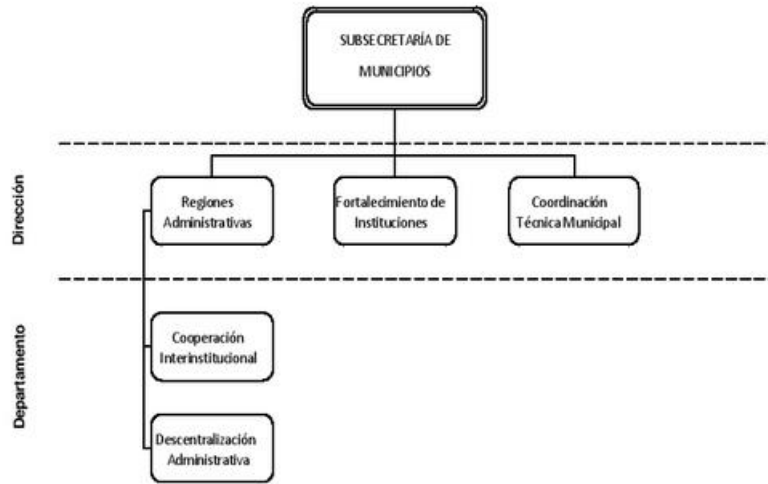 SUBSECRETARÍA DE
MUNICIPIOS
Dirección
Regiones
Administrativas
Fortalecimiento de
Instituciones
Coordinación
Técnica Municipal
Departamento
Cooperación
Interinstitucional
Descentralización
Administrativa